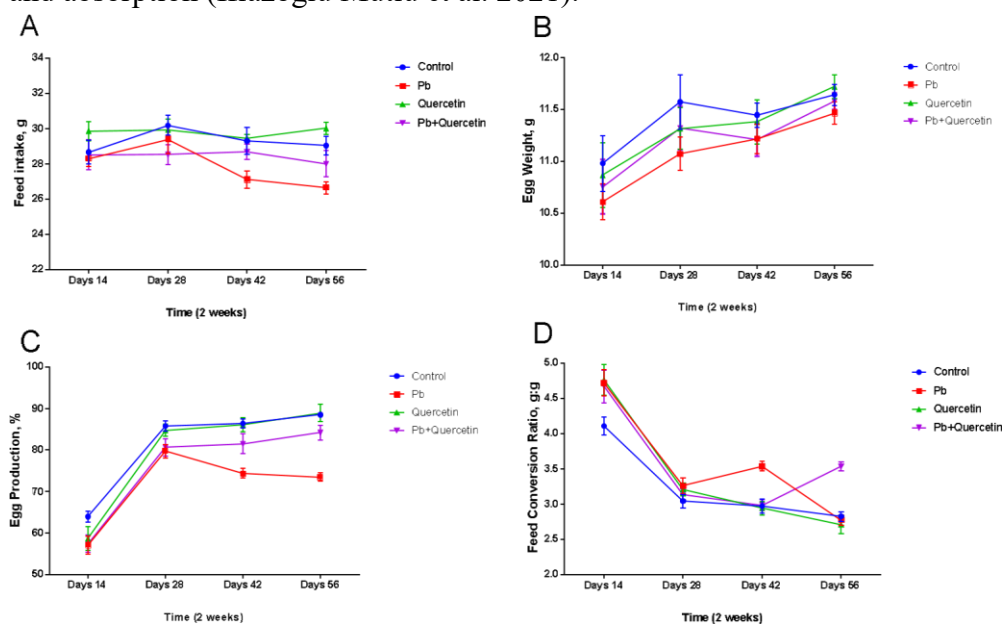 and absorption
et al. 2021).
A
34
32
30
28
26
24
22
Feed intake, g
Days 14 Days 28 Days 42 Days 56
Time (2 weeks)
Control
Pb
Quercetin
Pb+Quercetin
B
12.0
11.5
11.0
10.5
10.0
Egg Weight, g
Days 14 Days 28 Days 42 Days 56
Time (2 weeks)
Control
Pb
Quercetin
Pb+Quercetin
C
100
90
80
70
60
50
Egg Production, %
Days 14 Days 28 Days 42 Days 56
Time (2 weeks)
Control
Pb
Quercetin
Pb+Quercetin
D
5.0
4.5
4.0
3.5
3.0
2.5
2.0
Feed Conversion Ratio, g:g
Days 14 Days 28 Days 42 Days 56
Time (2 weeks)
Control
Pb
Quercetin
Pb+Quercetin